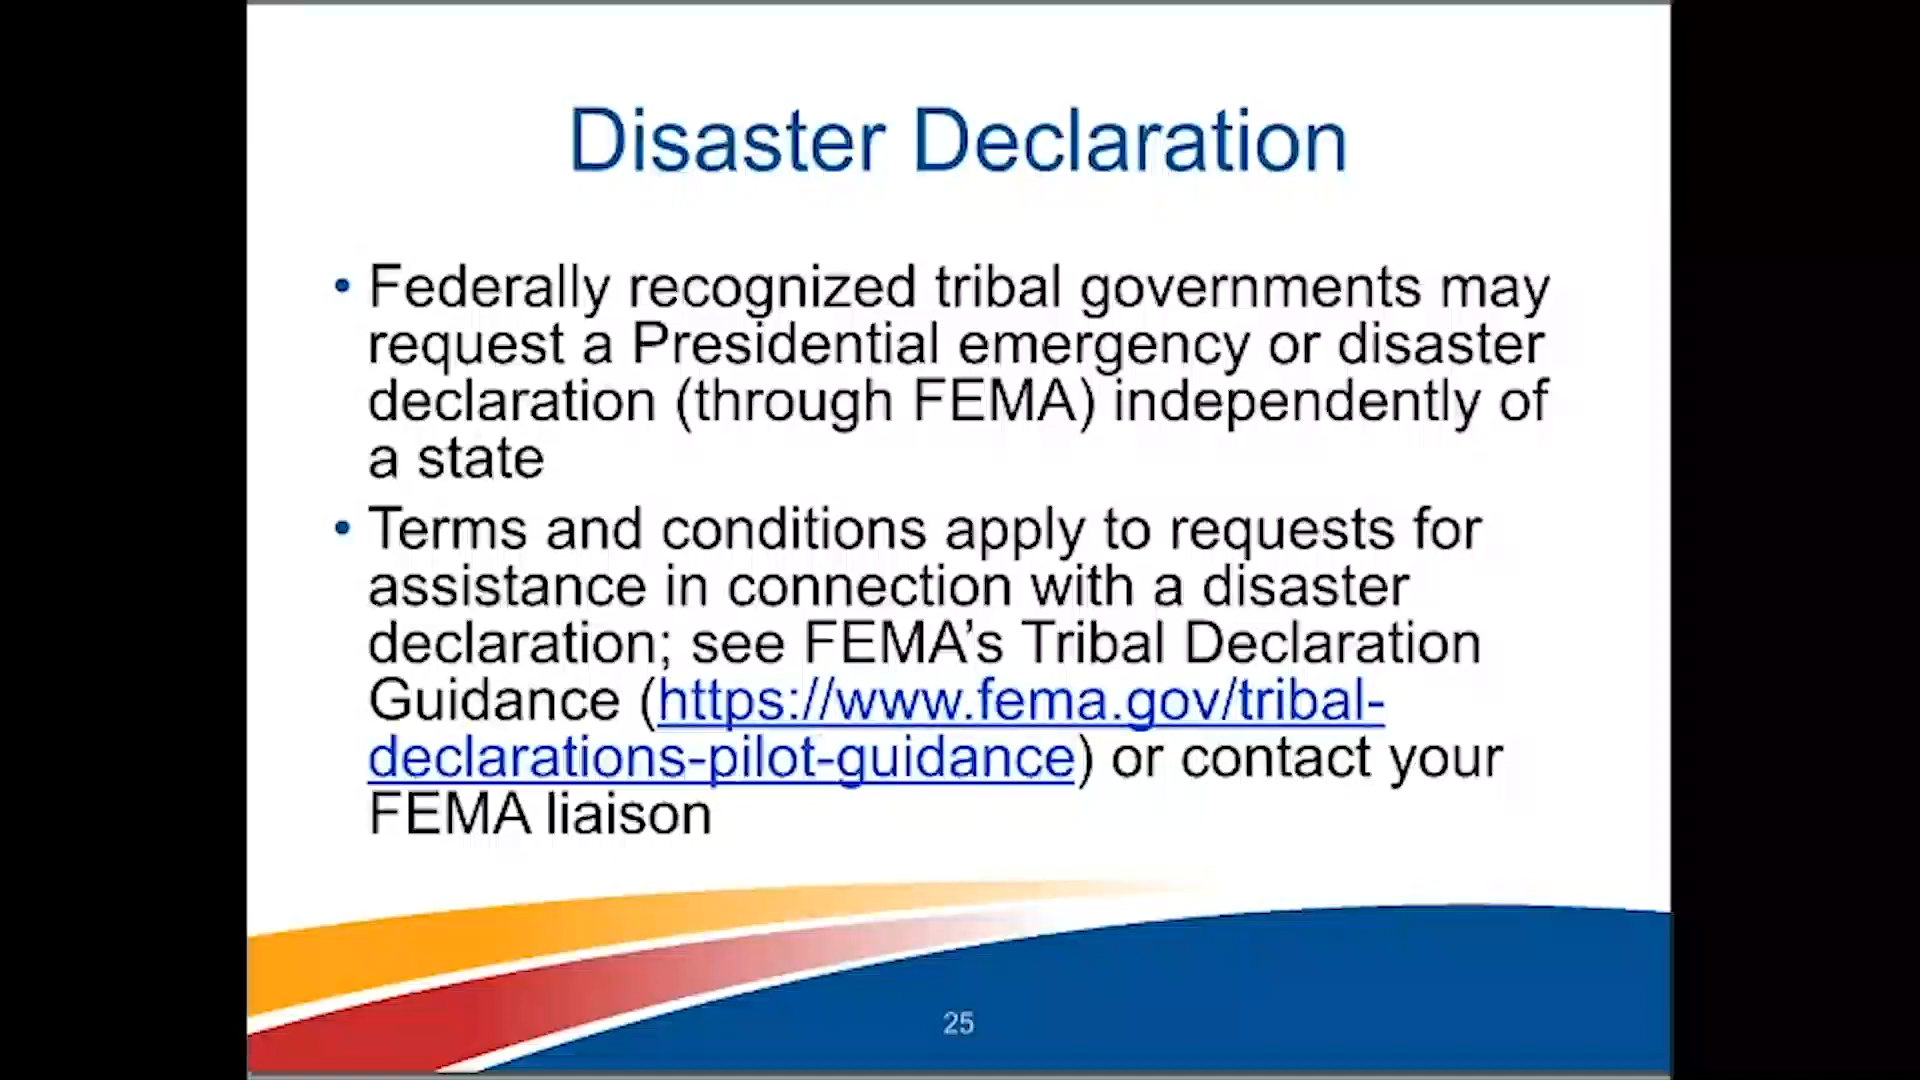 Disaster Declaration
• Federally recognized tribal governments may
request a Presidential emergency or disaster
declaration (through FEMA) independently of
a state
• Terms and conditions apply to requests for
assistance in connection with a disaster
declaration; see FEMA’s Tribal Declaration
Guidance (https://www.fema.gov/tribal-
declarations-pilot-guidance) or contact your
FEMA liaison
25